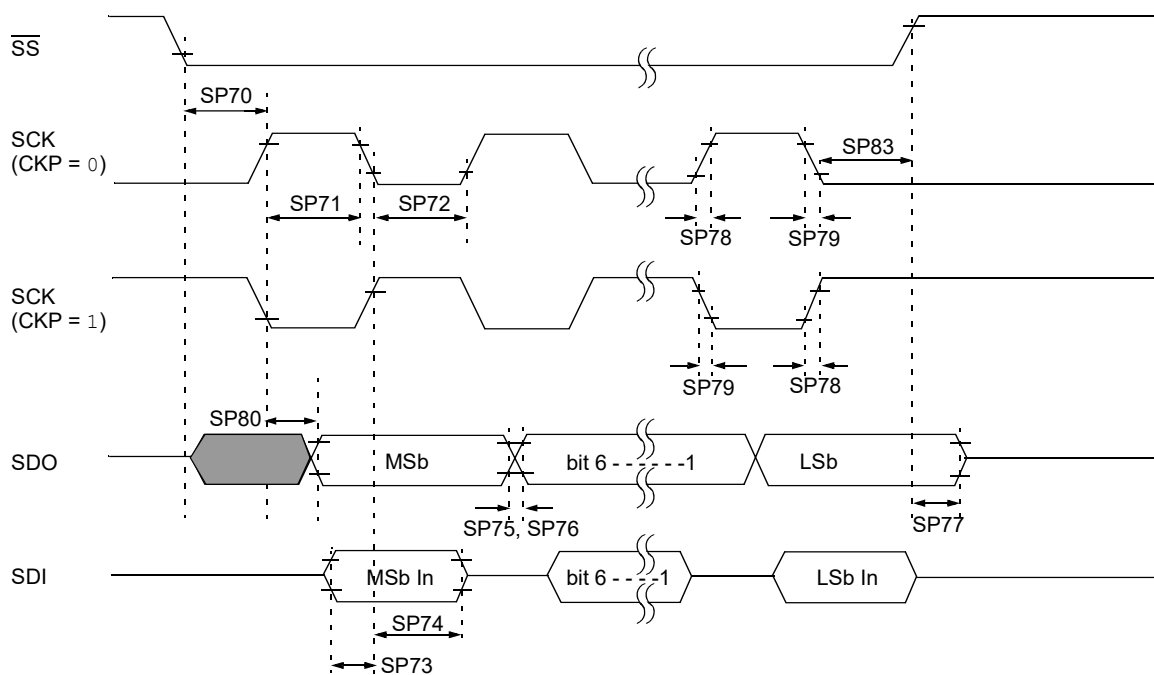 SS
SP70
SCK
(CKP = 0)
SP83
SP71
SP72
SP78
SP79
SCK
(CKP = 1)
SP79
SP78
SP80
SDO
MSb
bit 6 - - - - - -1
LSb
SP75, SP76
SP77
SDI
MSb In
bit 6 - - - - -1
LSb In
SP74
SP73